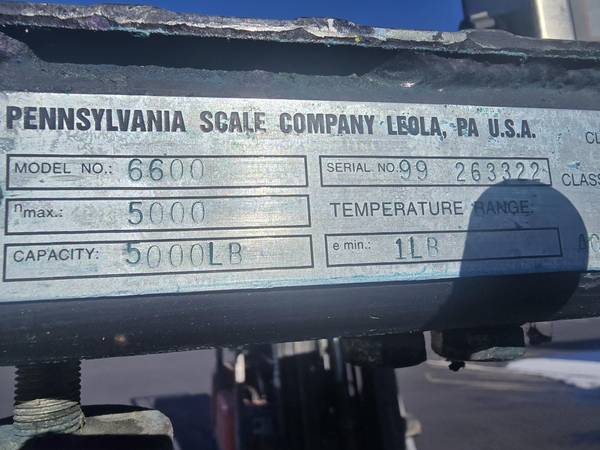 PENNSYLVANIA SCALE COMPANY LEOLA, PA U.S.A.
MODEL NO.: 6600
SERIAL NO. 99 263322
nmax.: 5000
TEMPERATURE RANGE
CAPACITY: 5000LB
e min.: 1LB
CLASS